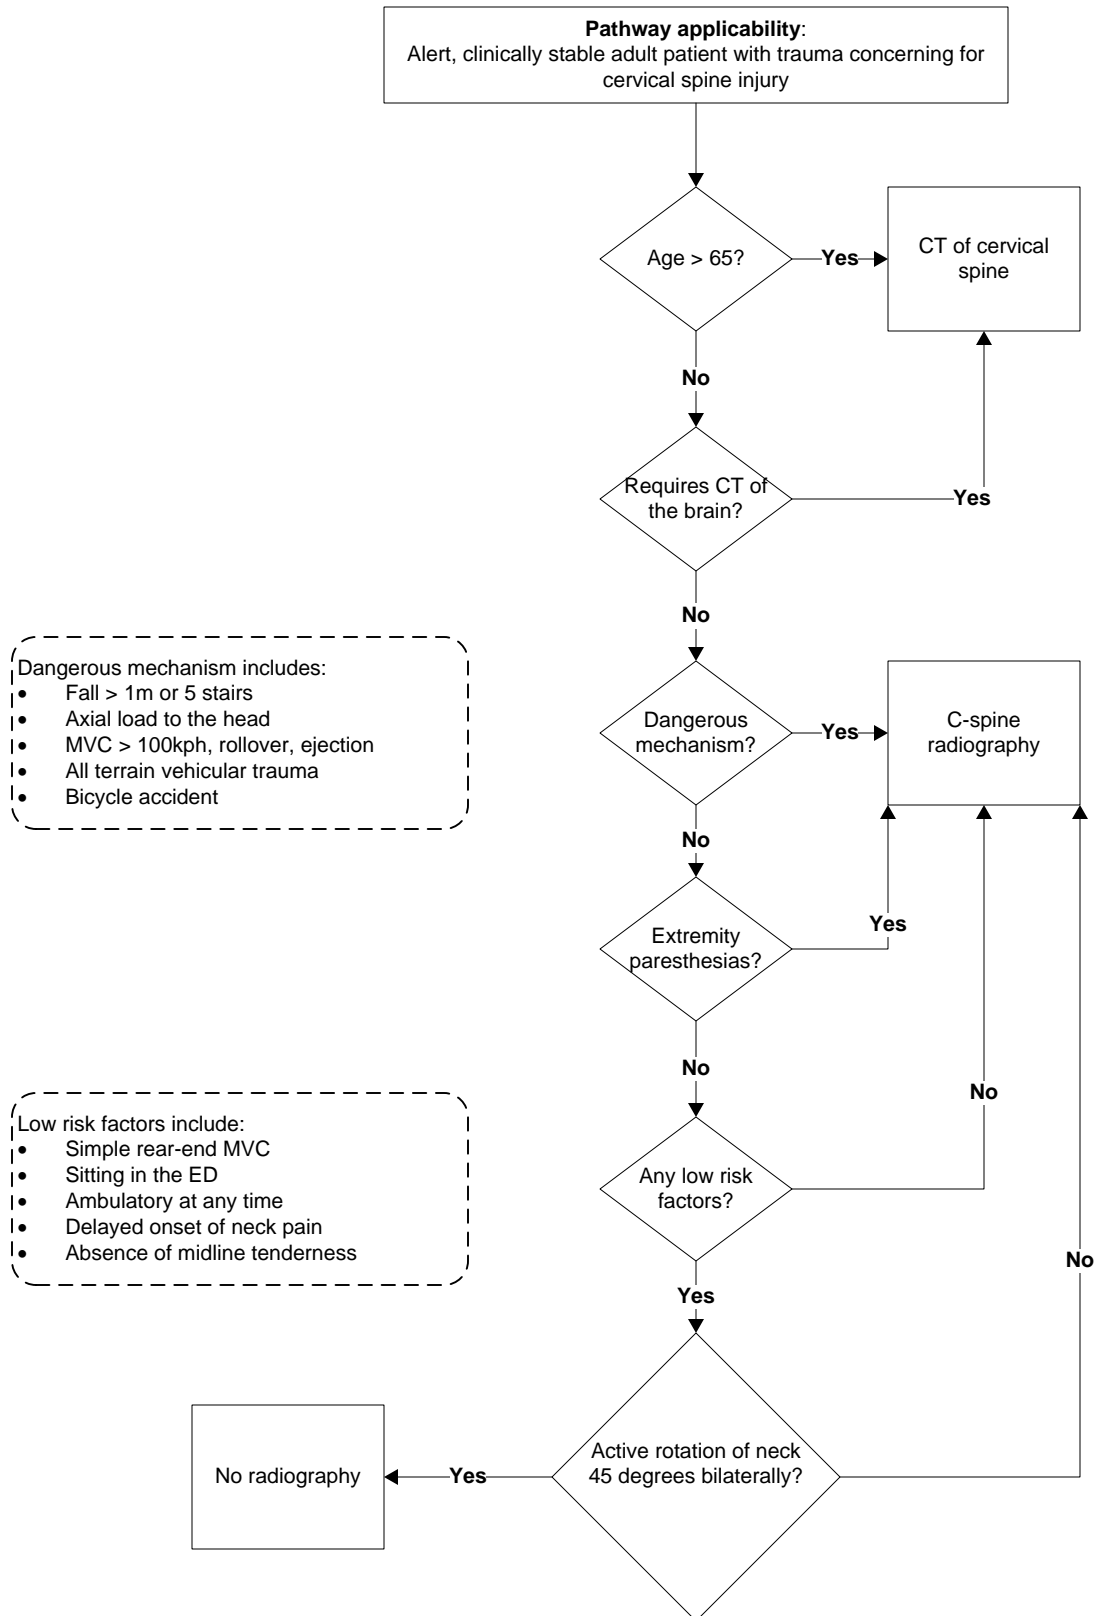 Pathway applicability:
Alert, clinically stable adult patient with trauma concerning for
cervical spine injury
Age > 65?
Yes
CT of cervical
spine
No
Requires CT of
the brain?
Yes
No
Dangerous mechanism includes:
• Fall > 1m or 5 stairs
• Axial load to the head
• MVC > 100kph, rollover, ejection
• All terrain vehicular trauma
• Bicycle accident
Dangerous
mechanism?
Yes
C-spine
radiography
No
Extremity
paresthesias?
Yes
No
Low risk factors include:
• Simple rear-end MVC
• Sitting in the ED
• Ambulatory at any time
• Delayed onset of neck pain
• Absence of midline tenderness
Any low risk
factors?
No
Yes
No
Active rotation of neck
45 degrees bilaterally?
Yes
No radiography